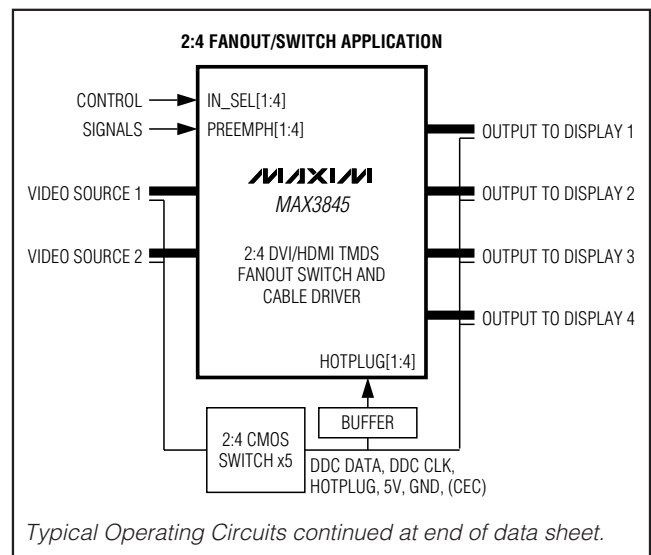 2:4 FANOUT/SWITCH APPLICATION
CONTROL
SIGNALS
IN_SEL[1:4]
PREEMPH[1:4]
VIDEO SOURCE 1
VIDEO SOURCE 2
MAXIM
MAX3845
2:4 DVI/HDMI TMDS
FANOUT SWITCH AND
CABLE DRIVER
OUTPUT TO DISPLAY 1
OUTPUT TO DISPLAY 2
OUTPUT TO DISPLAY 3
OUTPUT TO DISPLAY 4
HOTPLUG[1:4]
BUFFER
2:4 CMOS
SWITCH x5
DDC DATA, DDC CLK,
HOTPLUG, 5V, GND, (CEC)
Typical Operating Circuits continued at end of data sheet.